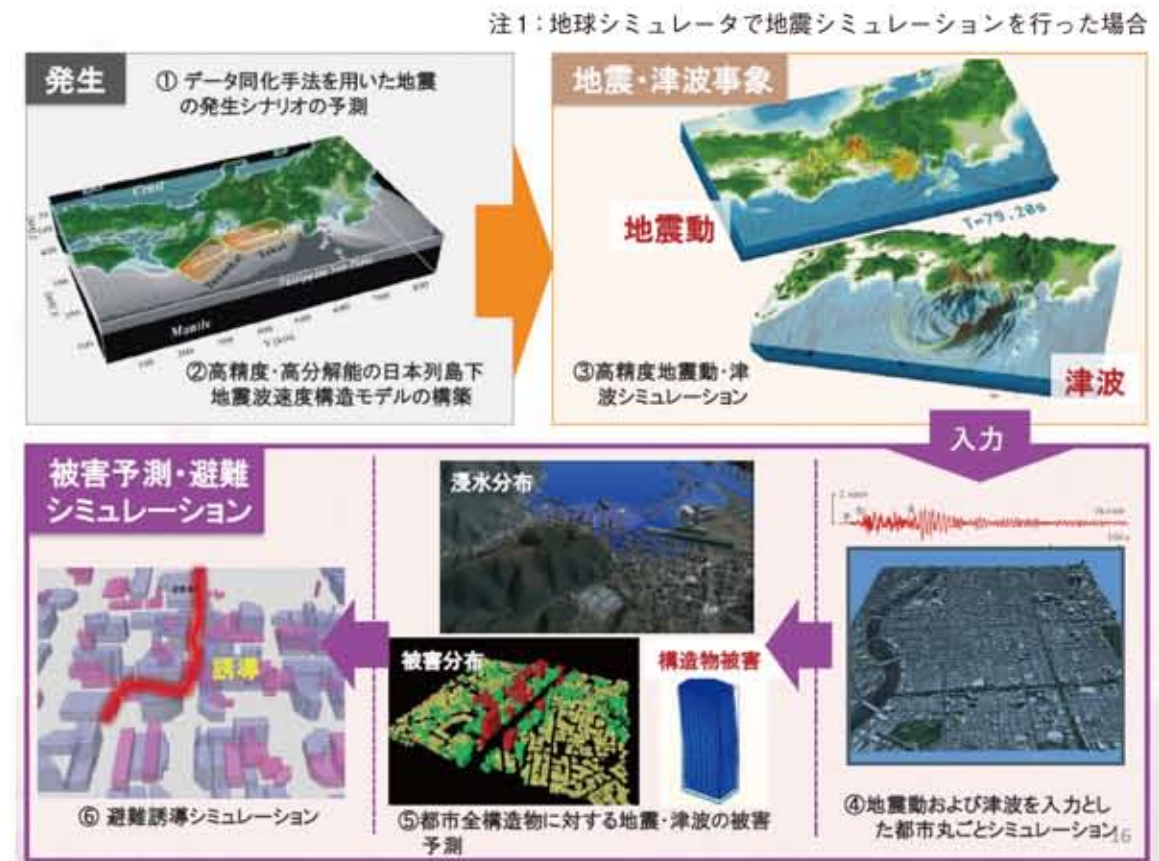 注1:地球シミュレータで地震シミュレーションを行った場合
発生
① データ同化手法を用いた地震
の発生シナリオの予測
Crust
Mantle
②高精度・高分解能の日本列島下
地震波速度構造モデルの構築
地震・津波事象
地震動
T=79.20s
③高精度地震動・津
波シミュレーション
津波
入力
被害予測・避難
シミュレーション
誘導
⑥ 避難誘導シミュレーション
浸水分布
被害分布
構造物被害
⑤都市全構造物に対する地震・津波の被害
予測
④地震動および津波を入力とし
た都市丸ごとシミュレーション
16